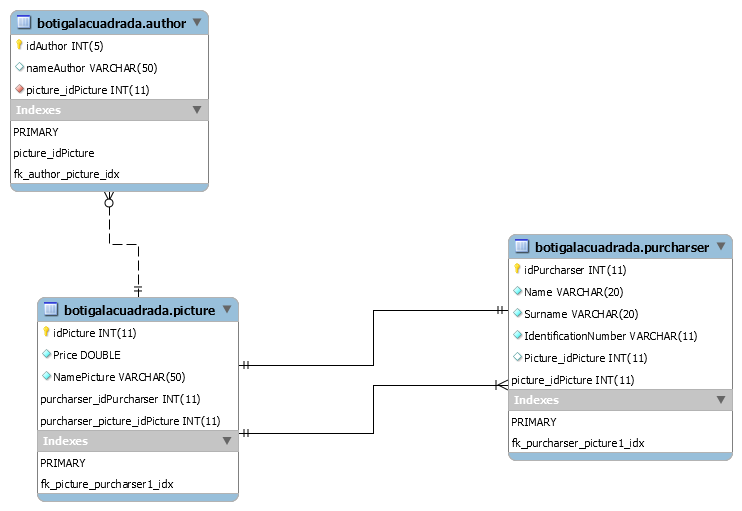 botigalacuadrada.author
idAuthor INT(5)
nameAuthor VARCHAR(50)
picture_idPicture INT(11)
Indexes
PRIMARY
picture_idPicture
fk_author_picture_idx
botigalacuadrada.picture
idPicture INT(11)
Price DOUBLE
NamePicture VARCHAR(50)
purcharser_idPurcharser INT(11)
purcharser_picture_idPicture INT(11)
Indexes
PRIMARY
fk_picture_purcharser1_idx
botigalacuadrada.purcharser
idPurcharser INT(11)
Name VARCHAR(20)
Surname VARCHAR(20)
IdentificationNumber VARCHAR(11)
Picture_idPicture INT(11)
picture_idPicture INT(11)
Indexes
PRIMARY
fk_purcharser_picture1_idx